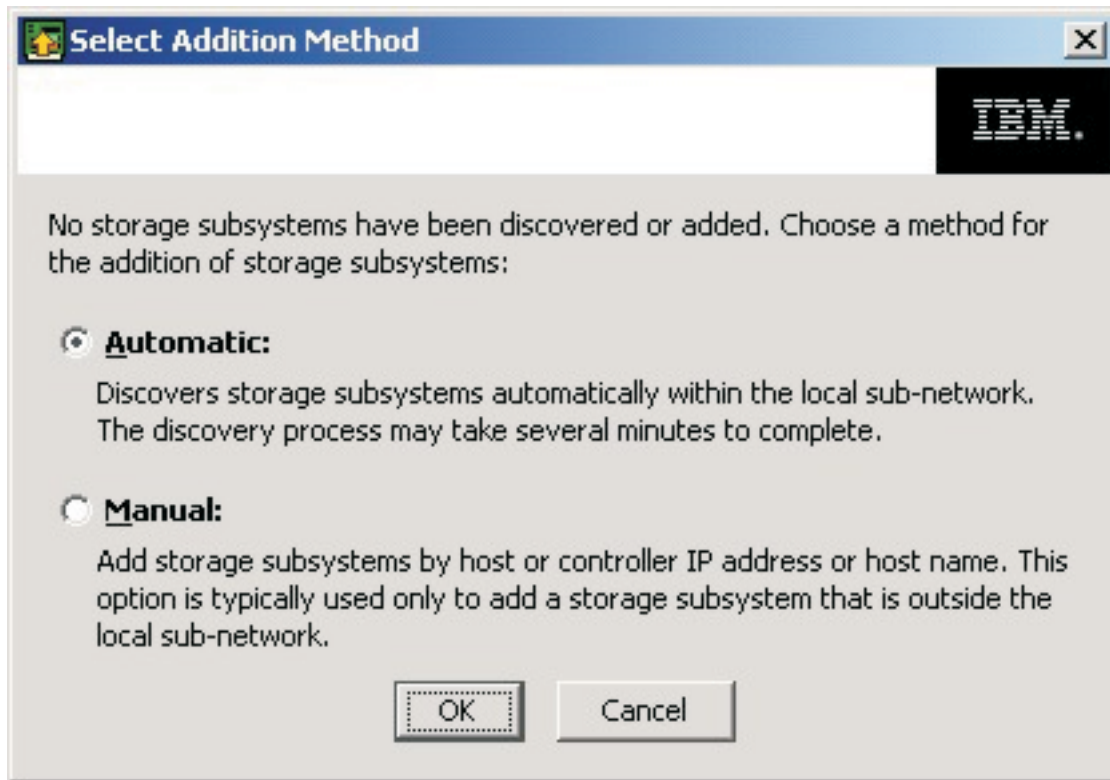 Select Addition Method
IBM.
No storage subsystems have been discovered or added. Choose a method for
the addition of storage subsystems:
Automatic:
Discovers storage subsystems automatically within the local sub-network.
The discovery process may take several minutes to complete.
Manual:
Add storage subsystems by host or controller IP address or host name. This
option is typically used only to add a storage subsystem that is outside the
local sub-network.
OK
Cancel